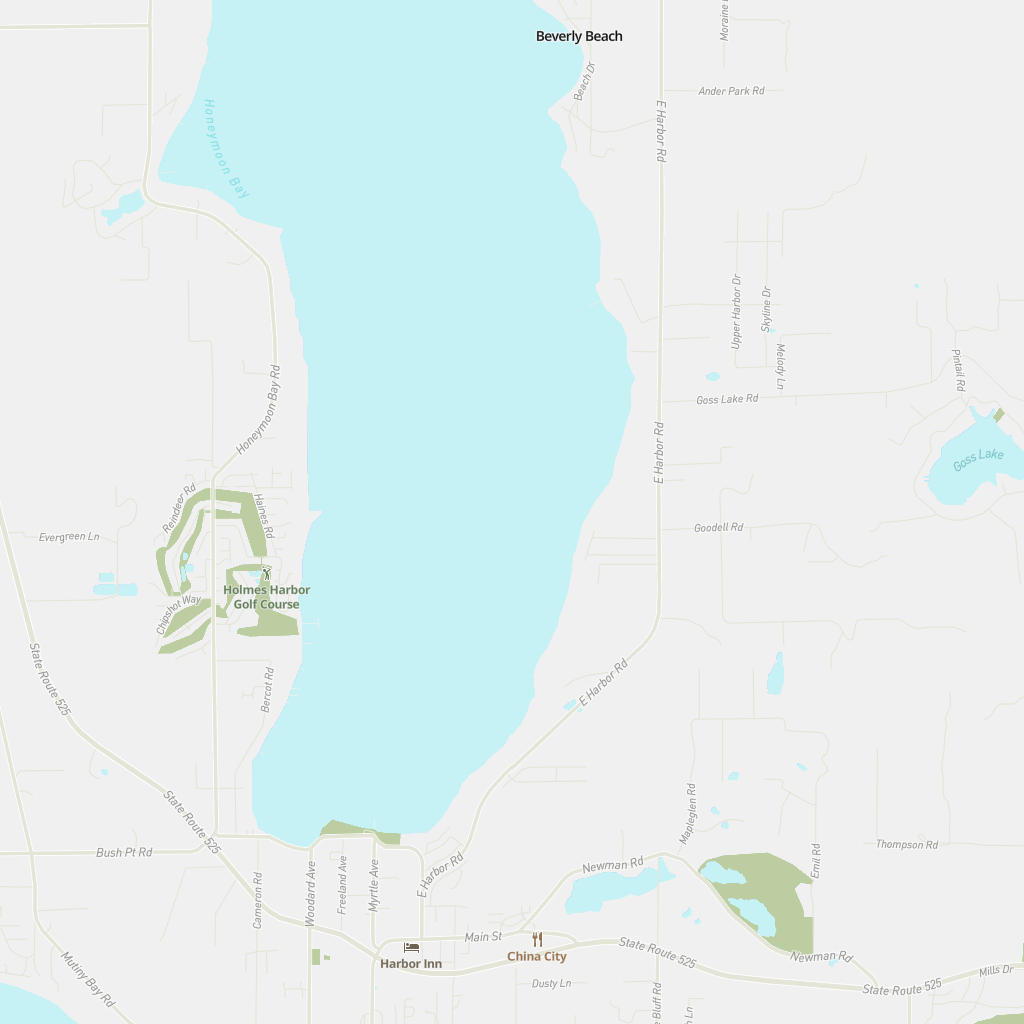 Moraine
Beverly Beach
Beach Dr
Ander Park Rd
Honeymoon Bay
E Harbor Rd
Upper Harbor Dr
Skyline Dr
Melody Ln
Pintail Rd
Honeymoon Bay Rd
Goss Lake Rd
E Harbor Rd
Goss Lake
Reindeer Rd
Haines Rd
Evergreen Ln
Goodell Rd
Holmes Harbor
Golf Course
Chipshot Way
State Route 525
Bercot Rd
E Harbor Rd
State Route 525
Mapleglen Rd
Bush Pt Rd
Thompson Rd
Emil Rd
Newman Rd
E Harbor Rd
Cameron Rd
Woodard Ave
Freeland Ave
Myrtle Ave
Main St
China City
Harbor Inn
State Route 525
Newman Rd
Mutiny Bay Rd
Mills Dr
Dusty Ln
State Route 525
e Bluff Rd
n Ln